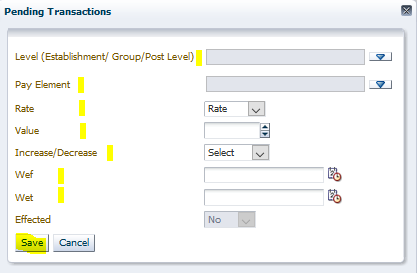 Pending Transactions
Level (Establishment/ Group/Post Level)
Pay Element
Rate Rate
Value
Increase/Decrease Select
Wef
Wet
Effected No
Save Cancel